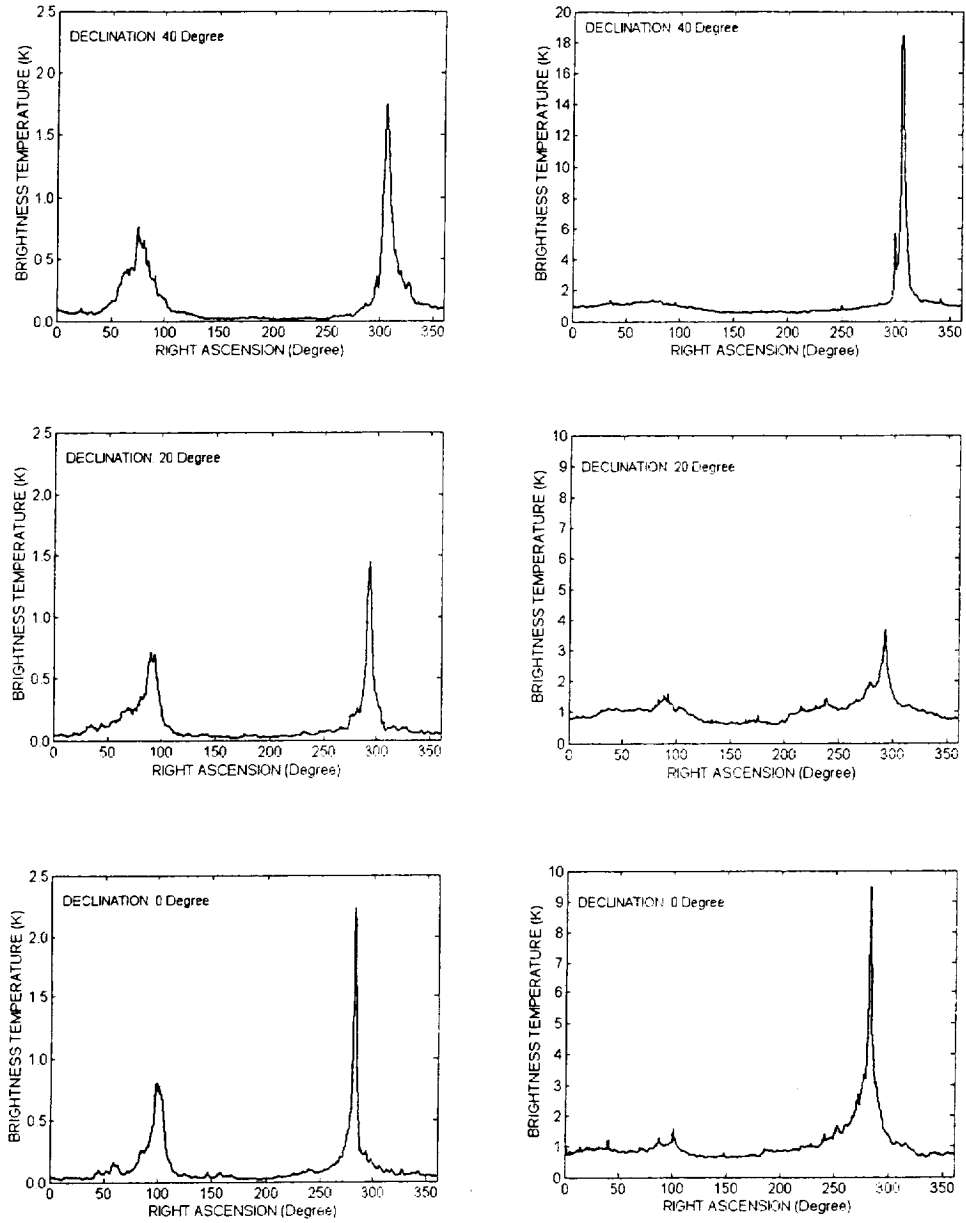 DECLINATION: 40 Degree
BRIGHTNESS TEMPERATURE (K)
2.5
2.0
1.5
1.0
0.5
0.0
0 50 100 150 200 250 300 350
RIGHT ASCENSION (Degree)
DECLINATION: 40 Degree
BRIGHTNESS TEMPERATURE (K)
20
18
16
14
12
10
8
6
4
2
0
0 50 100 150 200 250 300 350
RIGHT ASCENSION (Degree)
DECLINATION: 20 Degree
BRIGHTNESS TEMPERATURE (K)
2.5
2.0
1.5
1.0
0.5
0.0
0 50 100 150 200 250 300 350
RIGHT ASCENSION (Degree)
DECLINATION: 20 Degree
BRIGHTNESS TEMPERATURE (K)
10
9
8
7
6
5
4
3
2
1
0
0 50 100 150 200 250 300 350
RIGHT ASCENSION (Degree)
DECLINATION: 0 Degree
BRIGHTNESS TEMPERATURE (K)
2.5
2.0
1.5
1.0
0.5
0.0
0 50 100 150 200 250 300 350
RIGHT ASCENSION (Degree)
DECLINATION: 0 Degree
BRIGHTNESS TEMPERATURE (K)
10
9
8
7
6
5
4
3
2
1
0
0 50 100 150 200 250 300 350
RIGHT ASCENSION (Degree)